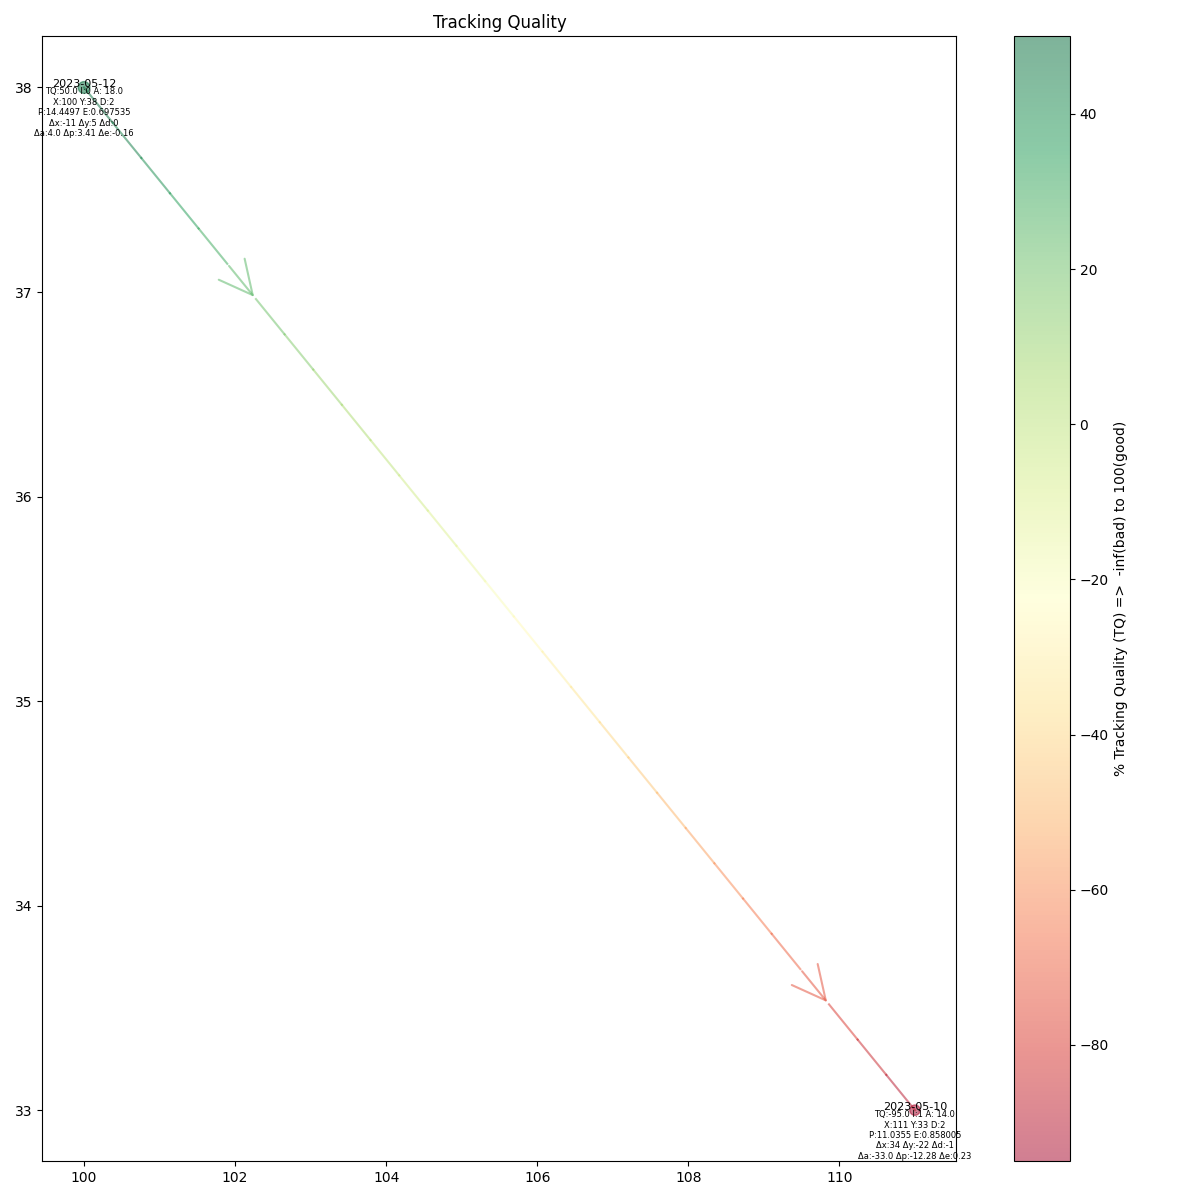 Tracking Quality
38
37
36
35
34
33
100
102
104
106
108
110
2023-05-12
TQ:50.0 A: 18.0
X:100 Y:38 D:2
P:14.4497 E:0.697535
Δx:-11 Δy:5 Δd:0
Δa:4.0 Δp:3.41 Δe:-0.16
2023-05-10
TQ:-95.0 A: 14.0
X:111 Y:33 D:2
P:11.0355 E:0.858005
Δx:34 Δy:-22 Δd:-1
Δa:-33.0 Δp:-12.28 Δe:0.23
40
20
0
−20
−40
−60
−80
% Tracking Quality (TQ) => -inf(bad) to 100(good)